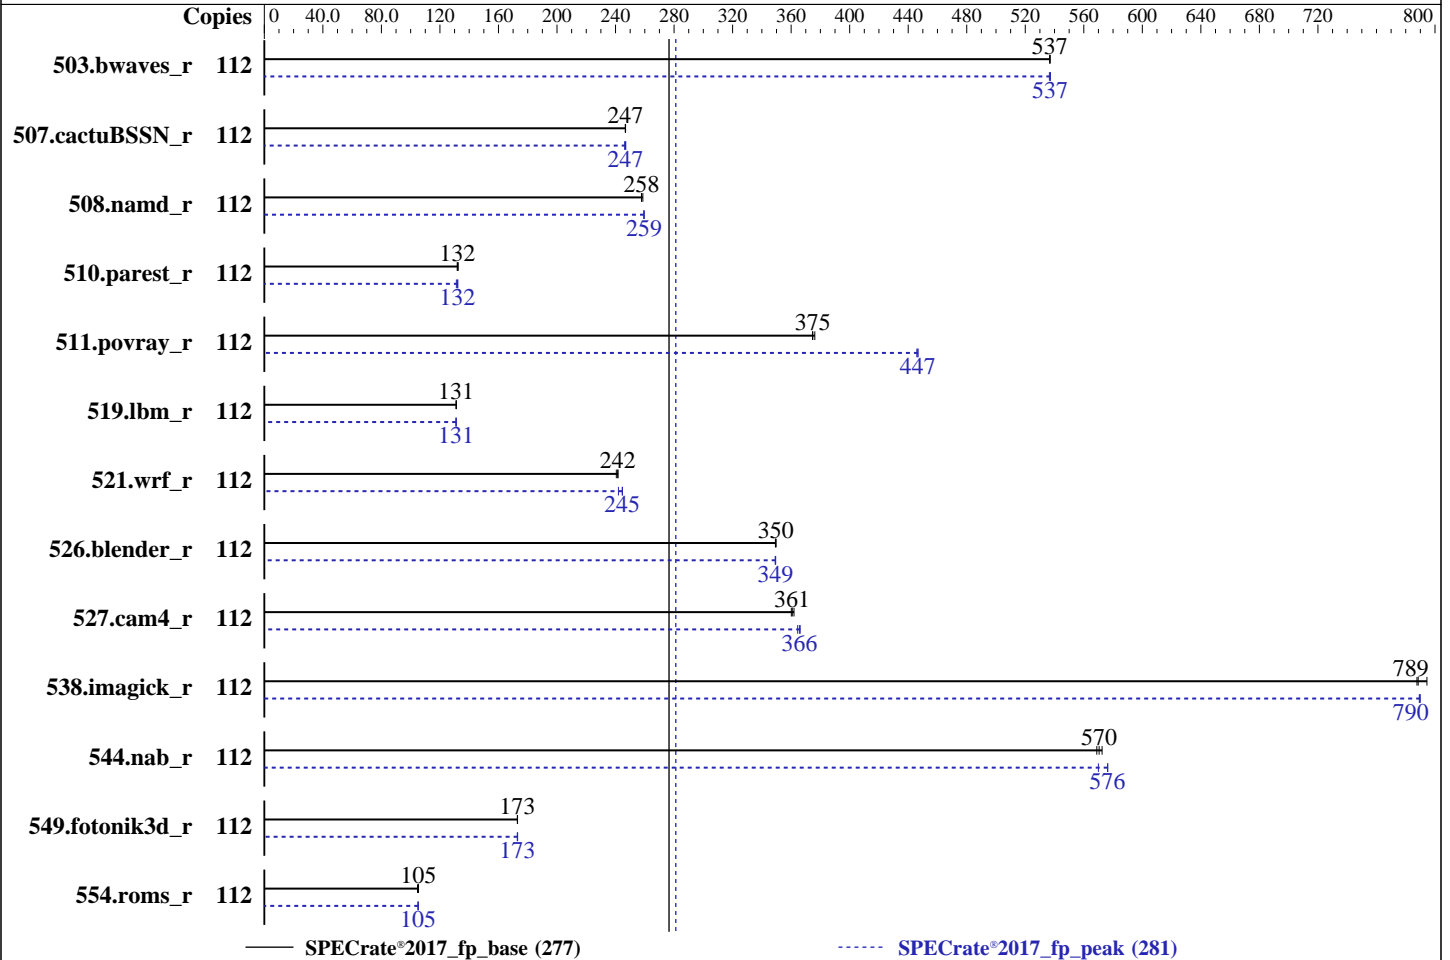 Copies 0 40.0 80.0 120 160 200 240 280 320 360 400 440 480 520 560 600 640 680 720 800
537
503.bwaves_r 112
537
247
507.cactuBSSN_r 112
247
258
508.namd_r 112
259
132
510.parest_r 112
132
375
511.povray_r 112
447
131
519.lbm_r 112
131
242
521.wrf_r 112
245
350
526.blender_r 112
349
361
527.cam4_r 112
366
789
538.imagick_r 112
790
570
544.nab_r 112
576
173
549.fotonik3d_r 112
173
105
554.roms_r 112
105
SPECrate®2017_fp_base (277) SPECrate®2017_fp_peak (281)